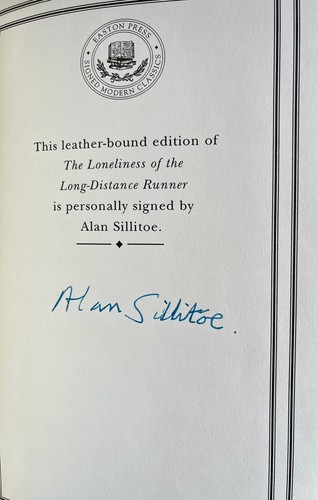 EASTON PRESS
SIGNED MODERN CLASSICS
This leather-bound edition of
The Loneliness of the
Long-Distance Runner
is personally signed by
Alan Sillitoe.
Alan Sillitoe.